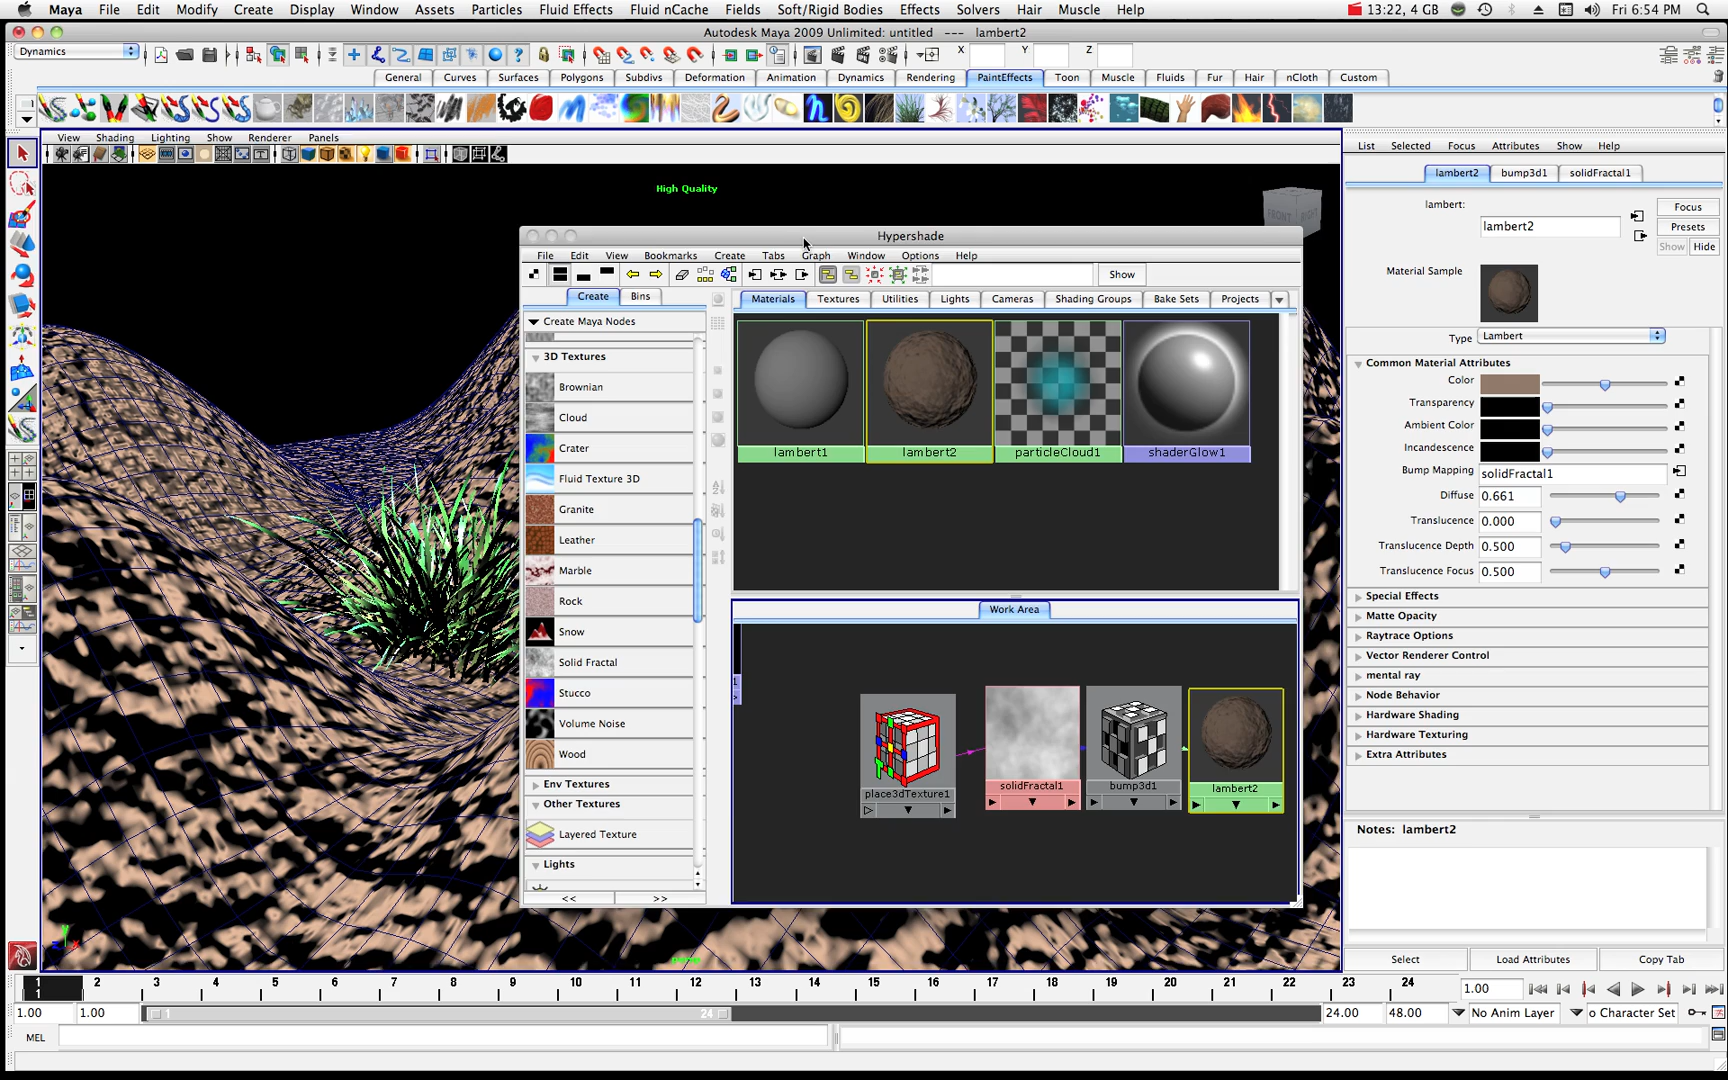 Maya File Edit Modify Create Display Window Assets Particles Fluid Effects Fluid nCache Fields Soft/Rigid Bodies Effects Solvers Hair Muscle Help 13:22, 4 GB Fri 6:54 PM
Autodesk Maya 2009 Unlimited: untitled --- lambert2
Dynamics X Y Z
General Curves Surfaces Polygons Subdivs Deformation Animation Dynamics Rendering PaintEffects Toon Muscle Fluids Fur Hair nCloth Custom
View Shading Lighting Show Renderer Panels
High Quality
FRONT RIGHT
Hypershade
File Edit View Bookmarks Create Tabs Graph Window Options Help
Show
Create Bins
Materials Textures Utilities Lights Cameras Shading Groups Bake Sets Projects
Create Maya Nodes
3D Textures
Brownian
Cloud
Crater
Fluid Texture 3D
Granite
Leather
Marble
Rock
Snow
Solid Fractal
Stucco
Volume Noise
Wood
Env Textures
Other Textures
Layered Texture
Lights
<< >>
lambert1 lambert2 particleCloud1 shaderGlow1
Work Area
place3dTexture1 solidFractal1 bump3d1 lambert2
List Selected Focus Attributes Show Help
lambert2 bump3d1 solidFractal1
lambert: lambert2
Focus
Presets
Show Hide
Material Sample
Type Lambert
Common Material Attributes
Color
Transparency
Ambient Color
Incandescence
Bump Mapping solidFractal1
Diffuse 0.661
Translucence 0.000
Translucence Depth 0.500
Translucence Focus 0.500
Special Effects
Matte Opacity
Raytrace Options
Vector Renderer Control
mental ray
Node Behavior
Hardware Shading
Hardware Texturing
Extra Attributes
Notes: lambert2
Select Load Attributes Copy Tab
persp
1 2 3 4 5 6 7 8 9 10 11 12 13 14 15 16 17 18 19 20 21 22 23 24
1 1.00
1.00 1.00 1 24 24.00 48.00 No Anim Layer o Character Set
MEL